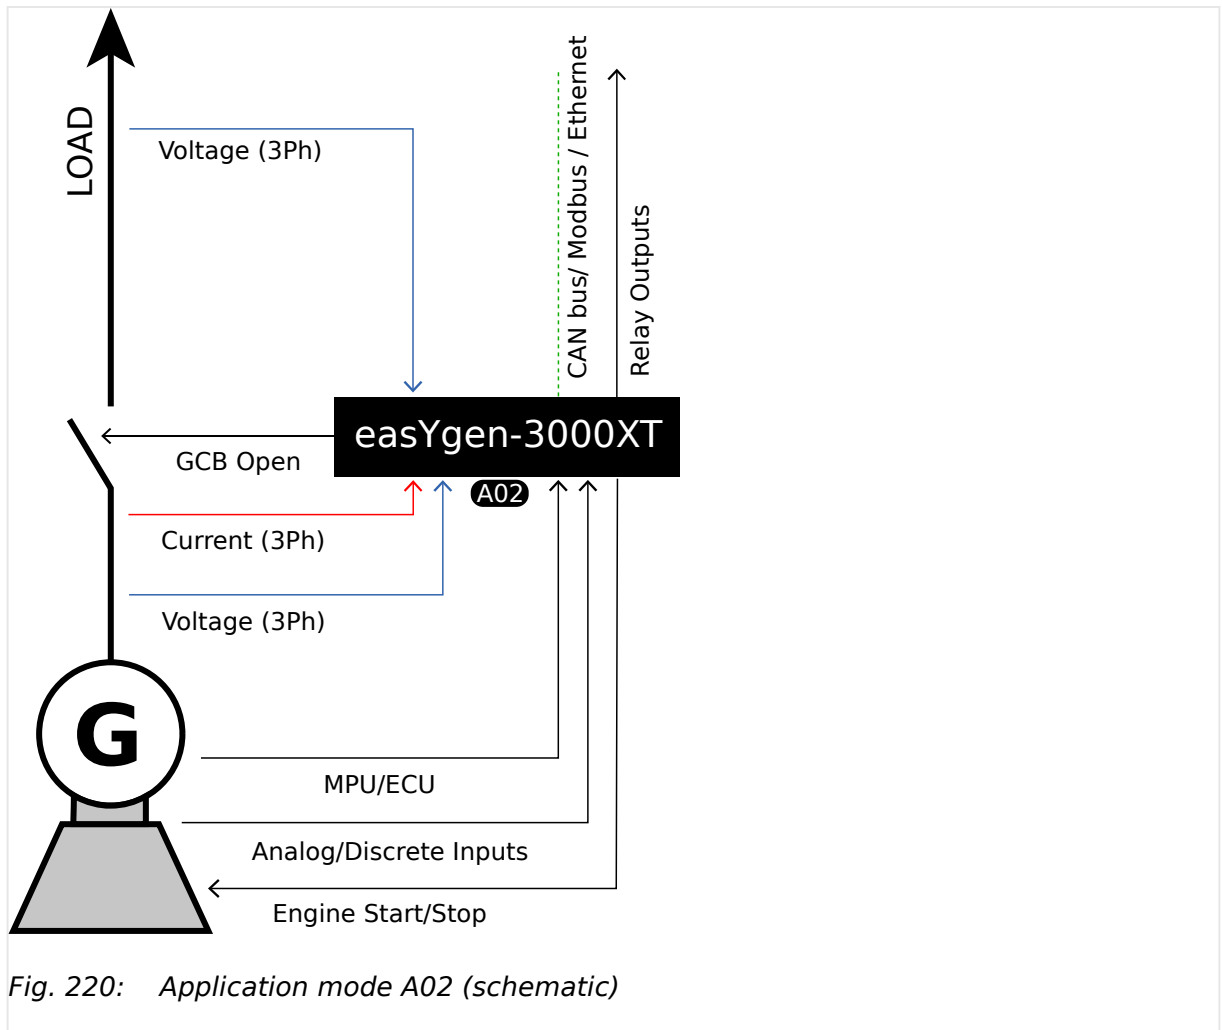 LOAD
Voltage (3Ph)
CAN bus/ Modbus / Ethernet
Relay Outputs
easYgen-3000XT
GCB Open
A02
Current (3Ph)
Voltage (3Ph)
G
MPU/ECU
Analog/Discrete Inputs
Engine Start/Stop
Fig. 220: Application mode A02 (schematic)